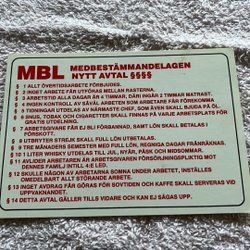 MBL MEDBESTÄMMANDELAGEN
NYTT AVTAL §§§§
§ 1 ALLT ÖVERTIDSARBETE FÖRBJUDES.
§ 2 INGET ARBETE FÅR UTFÖRAS MELLAN RASTERNA.
§ 3 ARBETSTID ALLA DAGAR ÄR 4 TIMMAR, DÄRI INGÅR 2 TIMMAR MATRAST.
§ 4 INGEN KONTROLL AV SÅVÄL ARBETEN SOM ARBETARE FÅR FÖREKOMMA
§ 5 TIDNINGAR UTDELAS AV NÄRMASTE CHEF, SOM ÄVEN SKALL BJUDA PÅ ÖL.
§ 6 SNUS, TOBAK OCH CIGARETTER SKALL FINNAS PÅ VARJE ARBETSPLATS FÖR
GRATIS UTDELNING.
§ 7 ARBETSGIVAREN FÅR EJ BLI FÖRBANNAD, SAMT LÖN SKALL BETALAS I
FÖRSKOTT.
§ 8 UTBRYTER STREJK SKALL FULL LÖN UTBETALAS.
§ 9 TRE MÅNADERS SEMESTER MED FULL LÖN, REGNIGA DAGAR FRÅNRÄKNAS.
§ 10 1 LITER WHISKY UTDELAS TILL JUL, NYÅR, PÅSK OCH MIDSOMMAR.
§ 11 AVLIDER ARBETAREN ÄR ARBETSGIVAREN FÖRSÖRJNINGSPLIKTIG MOT
DENNES FAMILJ INTILL 4:E LED.
§ 12 SKULLE NÅGON AV ARBETARNA SOMNA UNDER ARBETET, INSTÄLLES
OMEDELBART ALLT STÖRANDE ARBETE.
§ 13 INGET AVDRAG FÅR GÖRAS FÖR SOVTIDEN OCH KAFFE SKALL SERVERAS VID
UPPVAKNANDET.
§ 14 DETTA AVTAL GÄLLER TILLS VIDARE OCH KAN EJ SÄGAS UPP.